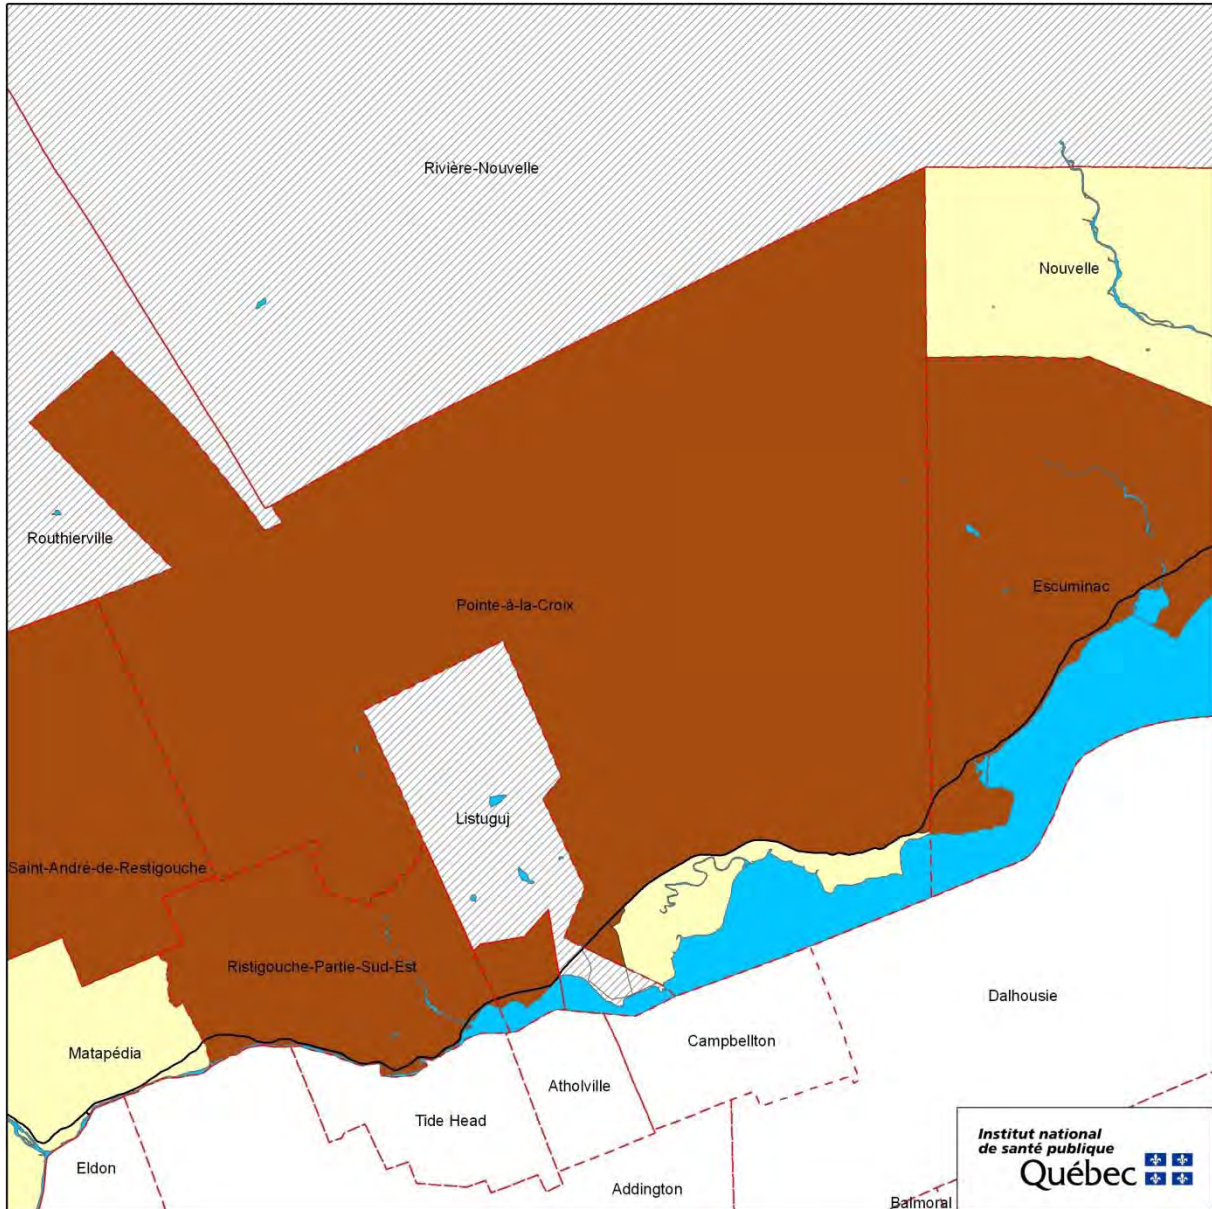 Rivière-Nouvelle
Nouvelle
Routhierville
Escuminac
Pointe-à-la-Croix
Listuguj
Saint-André-de-Restigouche
Ristigouche-Partie-Sud-Est
Dalhousie
Matapédia
Campbellton
Atholville
Tide Head
Eldon
Addington
Balmoral
Institut national
de santé publique
Québec